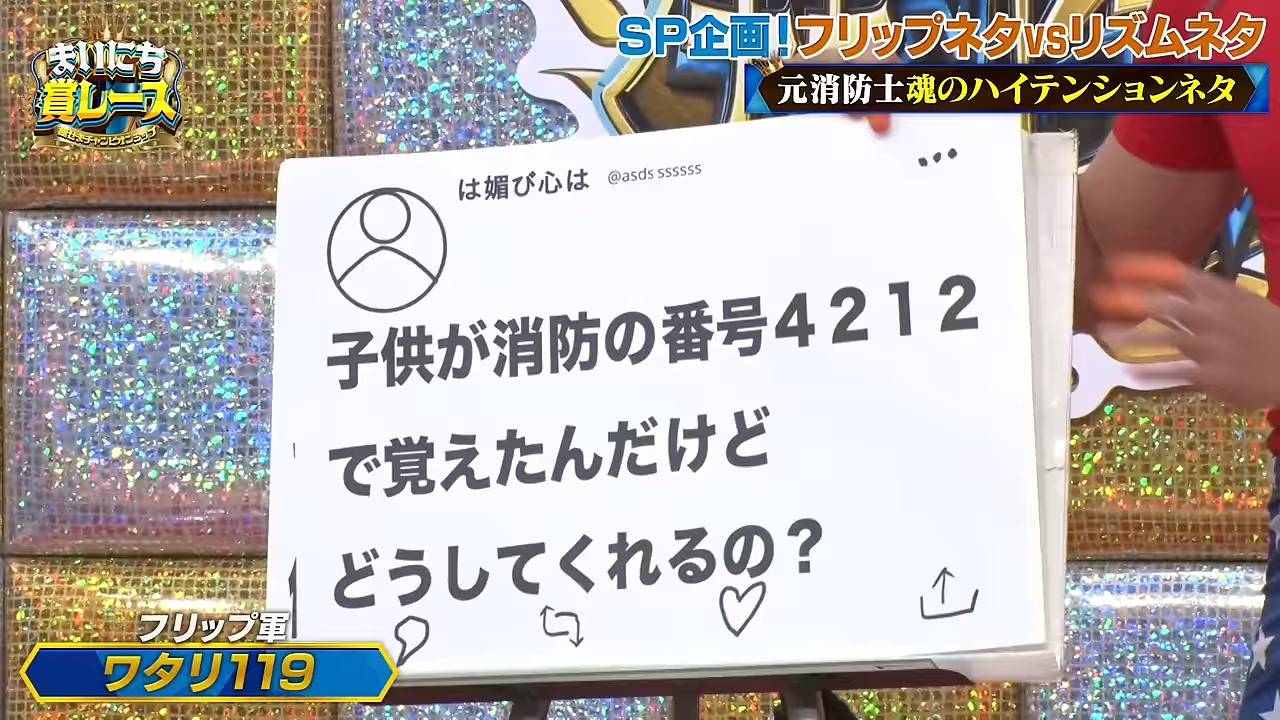 まいにち
賞レース
SP企画！フリップネタvsリズムネタ
元消防士魂のハイテンションネタ
は媚び心は @asds ssssss
子供が消防の番号４２１２
で覚えたんだけど
どうしてくれるの？
フリップ軍
ワタリ119